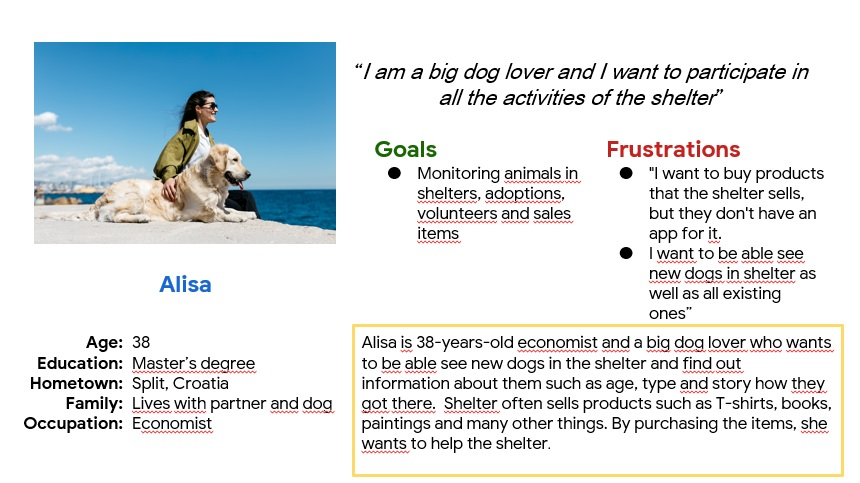 “I am a big dog lover and I want to participate in
all the activities of the shelter”
Goals
● Monitoring animals in
shelters, adoptions,
volunteers and sales
items
Frustrations
● "I want to buy products
that the shelter sells,
but they don't have an
app for it.
● I want to be able see
new dogs in shelter as
well as all existing
ones”
Alisa
Age: 38
Education: Master’s degree
Hometown: Split, Croatia
Family: Lives with partner and dog
Occupation: Economist
Alisa is 38-years-old economist and a big dog lover who wants
to be able see new dogs in the shelter and find out
information about them such as age, type and story how they
got there.  Shelter often sells products such as T-shirts, books,
paintings and many other things. By purchasing the items, she
wants to help the shelter.